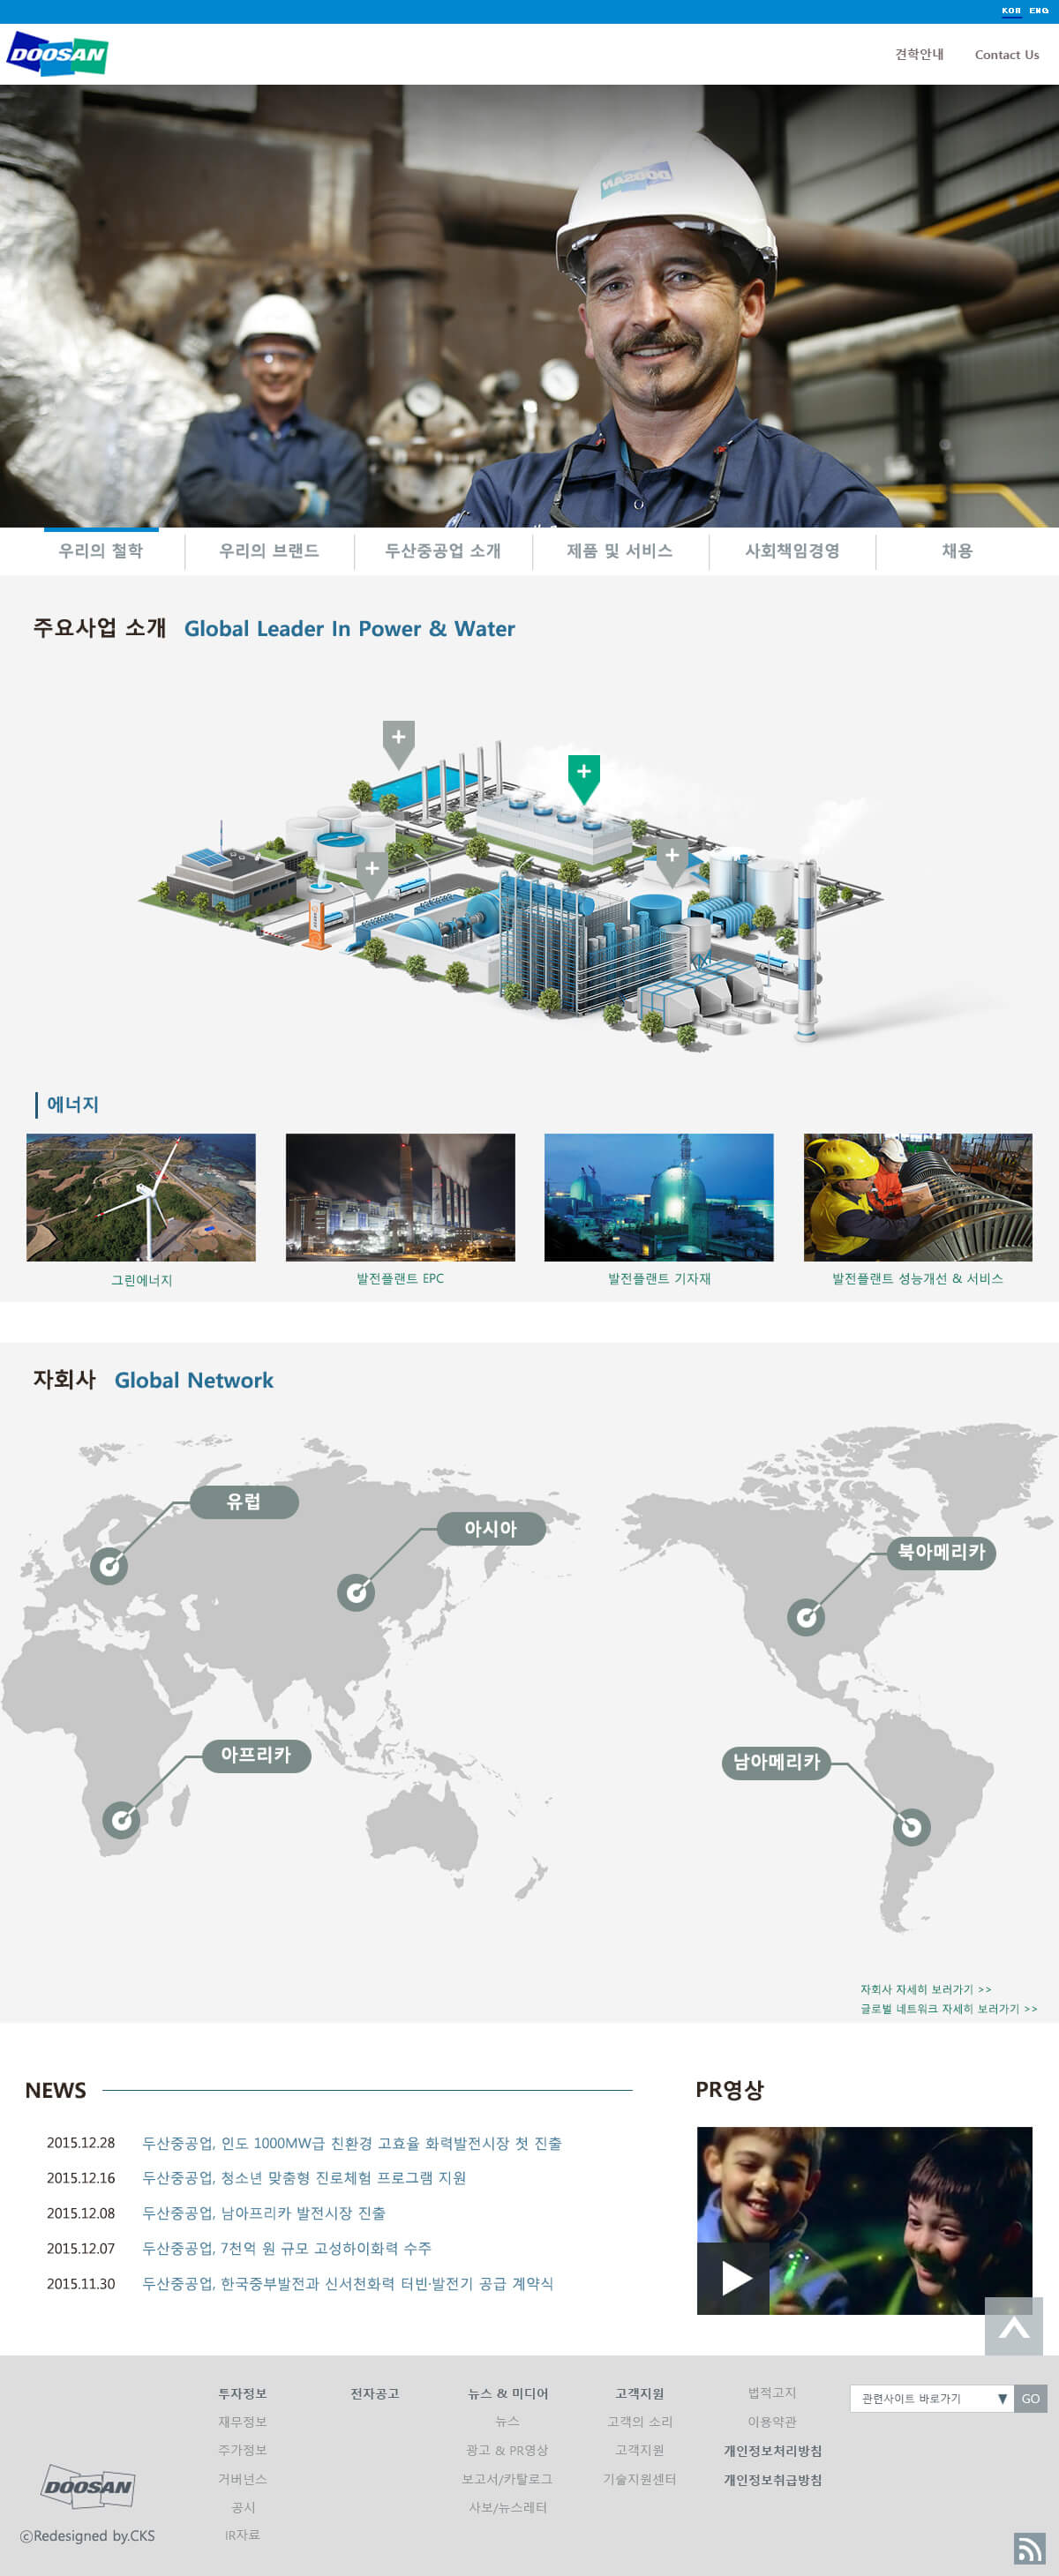 KOR ENG
DOOSAN
견학안내 Contact Us
DOOSAN
우리의 철학 우리의 브랜드 두산중공업 소개 제품 및 서비스 사회책임경영 채용
주요사업 소개 Global Leader In Power & Water
에너지
그린에너지 발전플랜트 EPC 발전플랜트 기자재 발전플랜트 성능개선 & 서비스
자회사 Global Network
유럽
아시아
북아메리카
아프리카
남아메리카
자회사 자세히 보러가기 >>
글로벌 네트워크 자세히 보러가기 >>
NEWS
2015.12.28 두산중공업, 인도 1000MW급 친환경 고효율 화력발전시장 첫 진출
2015.12.16 두산중공업, 청소년 맞춤형 진로체험 프로그램 지원
2015.12.08 두산중공업, 남아프리카 발전시장 진출
2015.12.07 두산중공업, 7천억 원 규모 고성하이화력 수주
2015.11.30 두산중공업, 한국중부발전과 신서천화력 터빈·발전기 공급 계약식
PR영상
투자정보
재무정보
주가정보
거버넌스
공시
IR자료
전자공고
뉴스 & 미디어
뉴스
광고 & PR영상
보고서/카탈로그
사보/뉴스레터
고객지원
고객의 소리
고객지원
기술지원센터
법적고지
이용약관
개인정보처리방침
개인정보취급방침
관련사이트 바로가기 ▼ GO
DOOSAN
ⓒRedesigned by.CKS